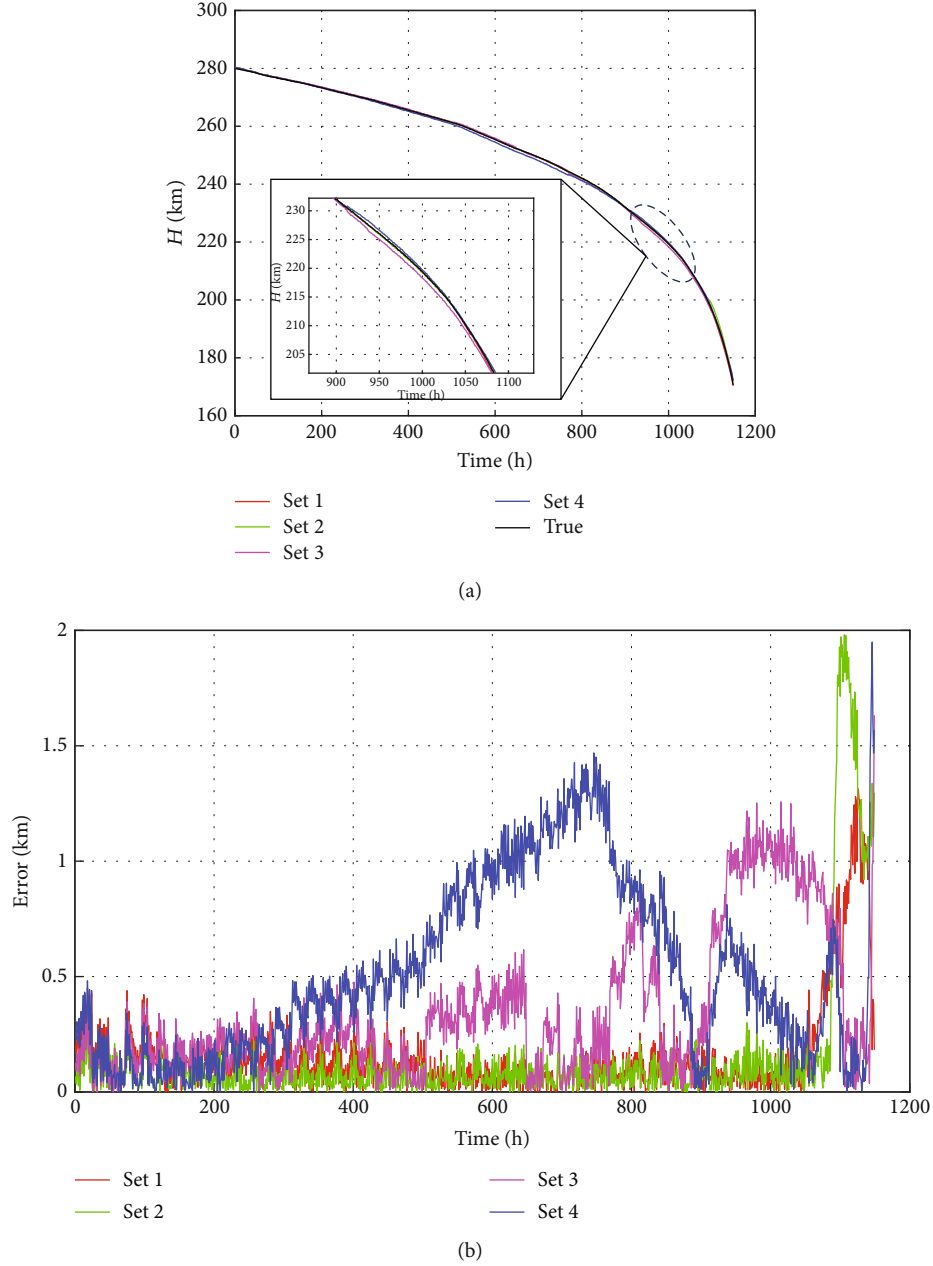 300
280
260
240
220
200
180
160
H (km)
230
225
220
215
210
205
H (km)
900 950 1000 1050 1100
Time (h)
0 200 400 600 800 1000 1200
Time (h)
Set 1 Set 4
Set 2 True
Set 3
(a)
2
1.5
1
0.5
0
Error (km)
0 200 400 600 800 1000 1200
Time (h)
Set 1 Set 3
Set 2 Set 4
(b)